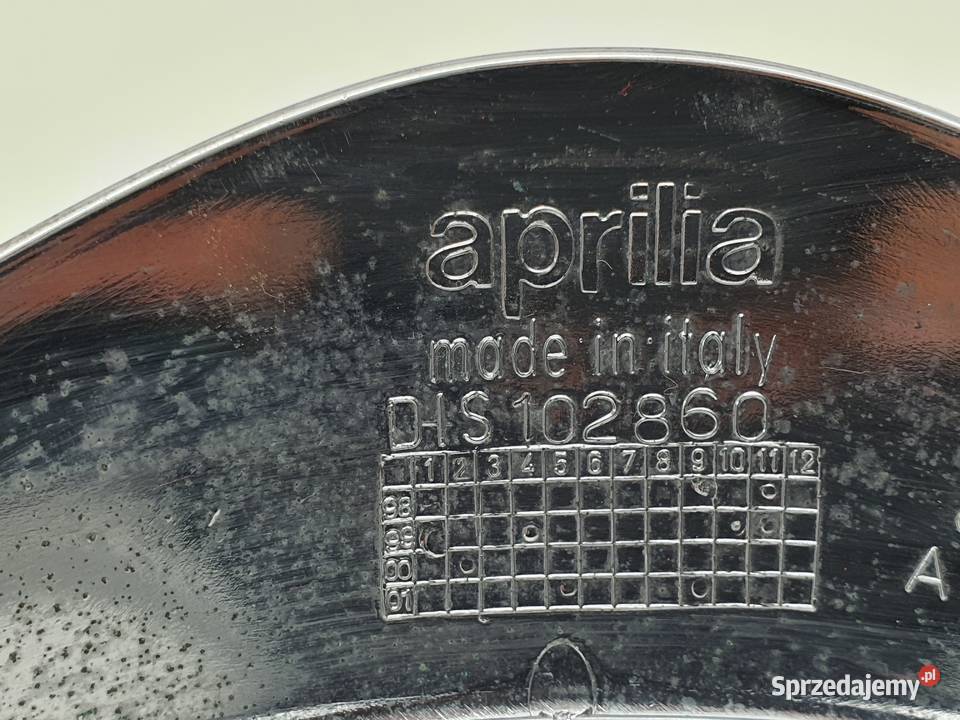 aprilia
made in italy
DIS 102860
1 2 3 4 5 6 7 8 9 10 11 12
98
99
00
01
A
Sprzedajemy.pl